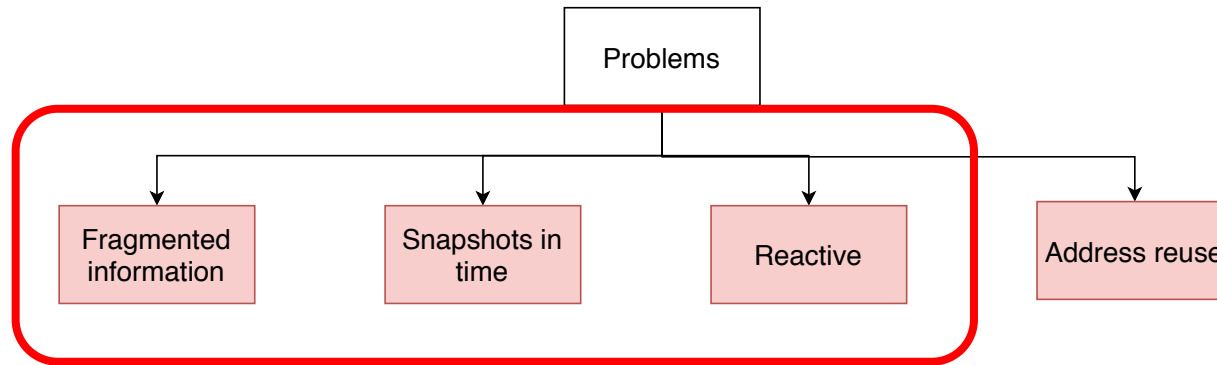 Problems
Fragmented
information
Snapshots in
time
Reactive
Address reuse